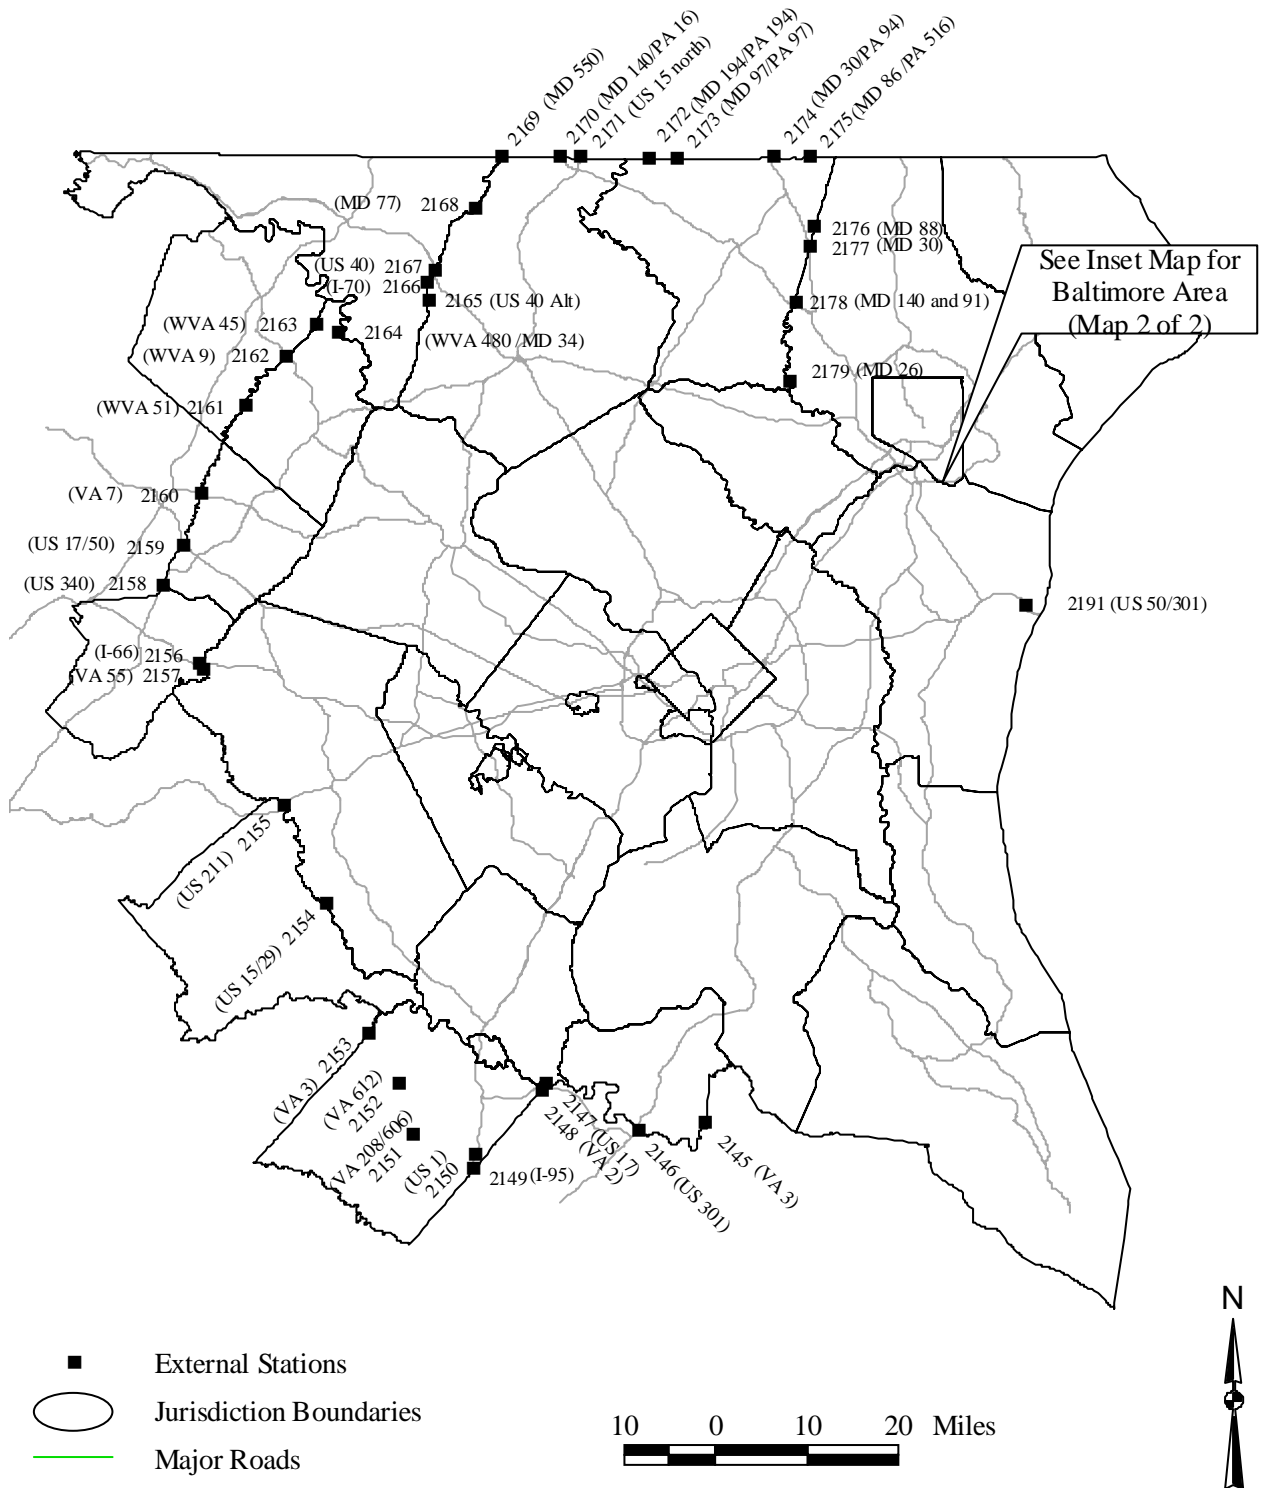 2169 (MD 550)
2170 (MD 140/PA 16)
2171 (US 15 north)
2172 (MD 194/PA 194)
2173 (MD 97/PA 97)
2174 (MD 30/PA 94)
2175 (MD 86 /PA 516)
(MD 77) 2168
2176 (MD 88)
2177 (MD 30)
(US 40) 2167
(I-70) 2166
2165 (US 40 Alt)
2178 (MD 140 and 91)
See Inset Map for
Baltimore Area
(Map 2 of 2)
(WVA 45) 2163
2164
(WVA 480 /MD 34)
(WVA 9) 2162
2179 (MD 26)
(WVA 51) 2161
(VA 7) 2160
(US 17/50) 2159
(US 340) 2158
2191 (US 50/301)
(I-66) 2156
(VA 55) 2157
(US 211) 2155
(US 15/29) 2154
(VA 3) 2153
(VA 612)
2152
(VA 208/606)
2151
(US 1)
2150
2149 (I-95)
2147 (US 17)
2148 (VA 2)
2146 (US 301)
2145 (VA 3)
N
External Stations
Jurisdiction Boundaries
Major Roads
10 0 10 20 Miles